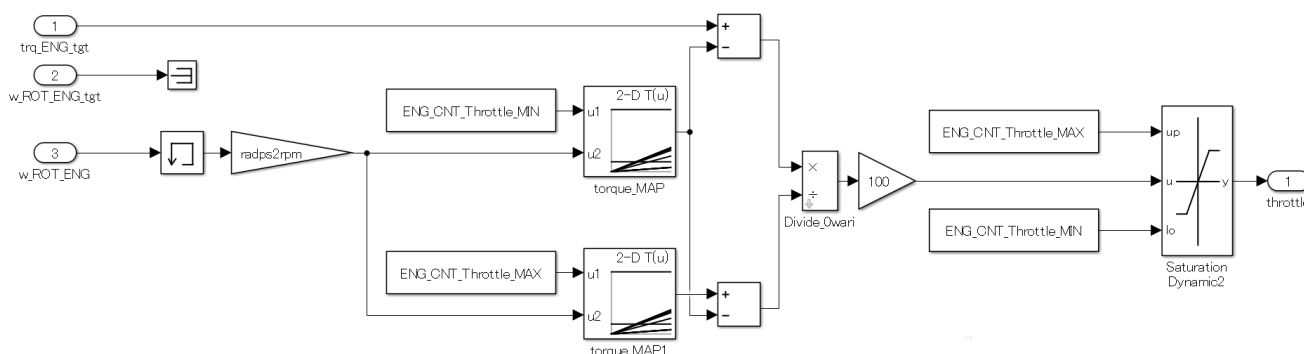 1
trq_ENG_tgt
2
w_ROT_ENG_tgt
3
w_ROT_ENG
radps2rpm
ENG_CNT_Throttle_MIN
2-D T(u)
u1
u2
torque_MAP
ENG_CNT_Throttle_MAX
2-D T(u)
u1
u2
torque_MAP1
+
−
+
−
×
÷
Divide_0wari
100
ENG_CNT_Throttle_MAX
ENG_CNT_Throttle_MIN
up
u
lo
y
Saturation
Dynamic2
1
throttle